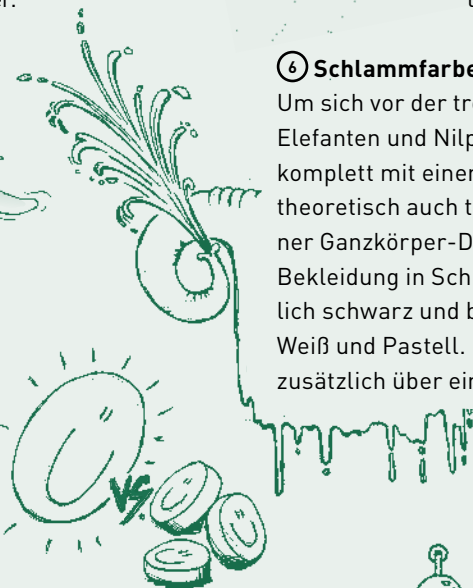 ⑥ Schlammfarbe
Um sich vor der tro
Elefanten und Nilp
komplett mit einer
theoretisch auch t
ner Ganzkörper-D
Bekleidung in Sch
lich schwarz und b
Weiß und Pastell.
zusätzlich über ein
VS.